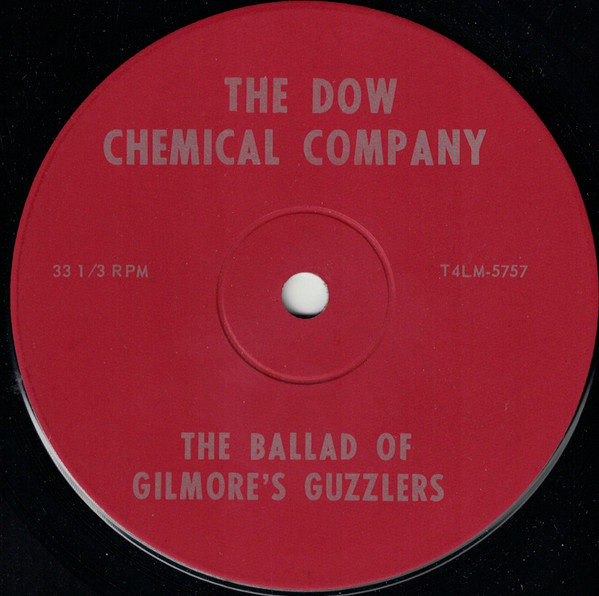 THE DOW
CHEMICAL COMPANY
33 1/3 RPM
T4LM-5757
THE BALLAD OF
GILMORE'S GUZZLERS